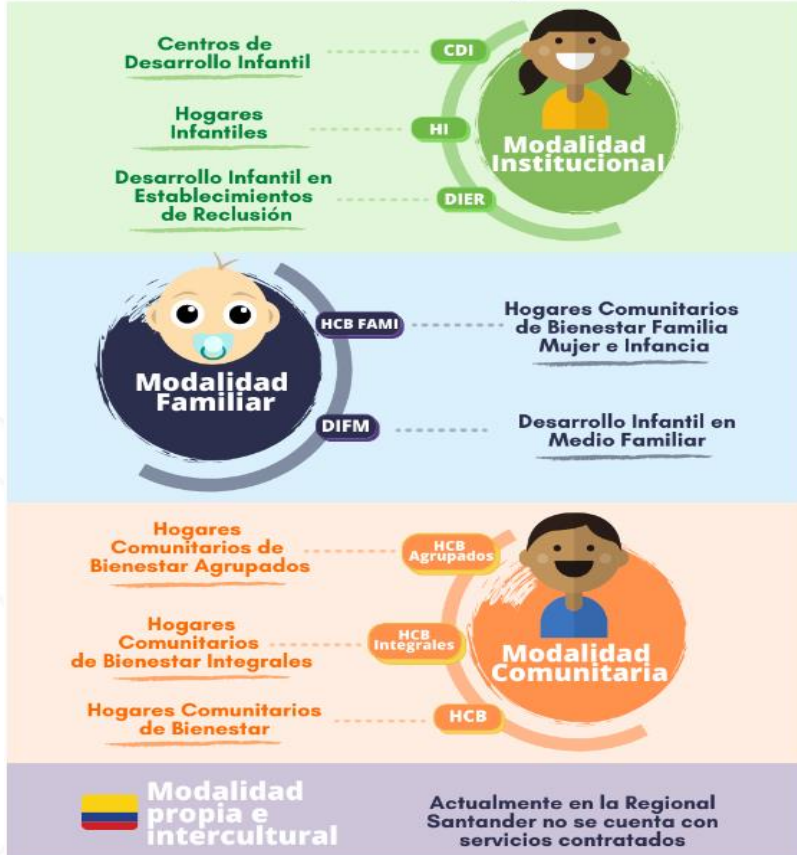 Centros de
Desarrollo Infantil
CDI
Hogares
Infantiles
HI
Desarrollo Infantil en
Establecimientos
de Reclusión
DIER
Modalidad
Institucional
Modalidad
Familiar
HCB FAMI
Hogares Comunitarios
de Bienestar Familia
Mujer e Infancia
DIFM
Desarrollo Infantil en
Medio Familiar
Hogares
Comunitarios de
Bienestar Agrupados
HCB
Agrupados
Hogares
Comunitarios
de Bienestar Integrales
HCB
Integrales
Hogares Comunitarios
de Bienestar
HCB
Modalidad
Comunitaria
Modalidad
propia e
intercultural
Actualmente en la Regional
Santander no se cuenta con
servicios contratados